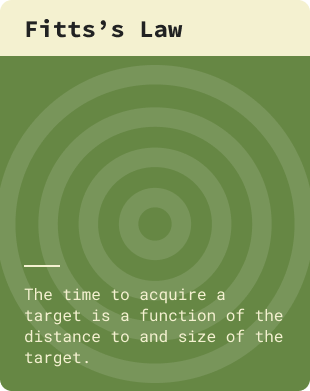 Fitts’s Law
The time to acquire a
target is a function of the
distance to and size of the
target.